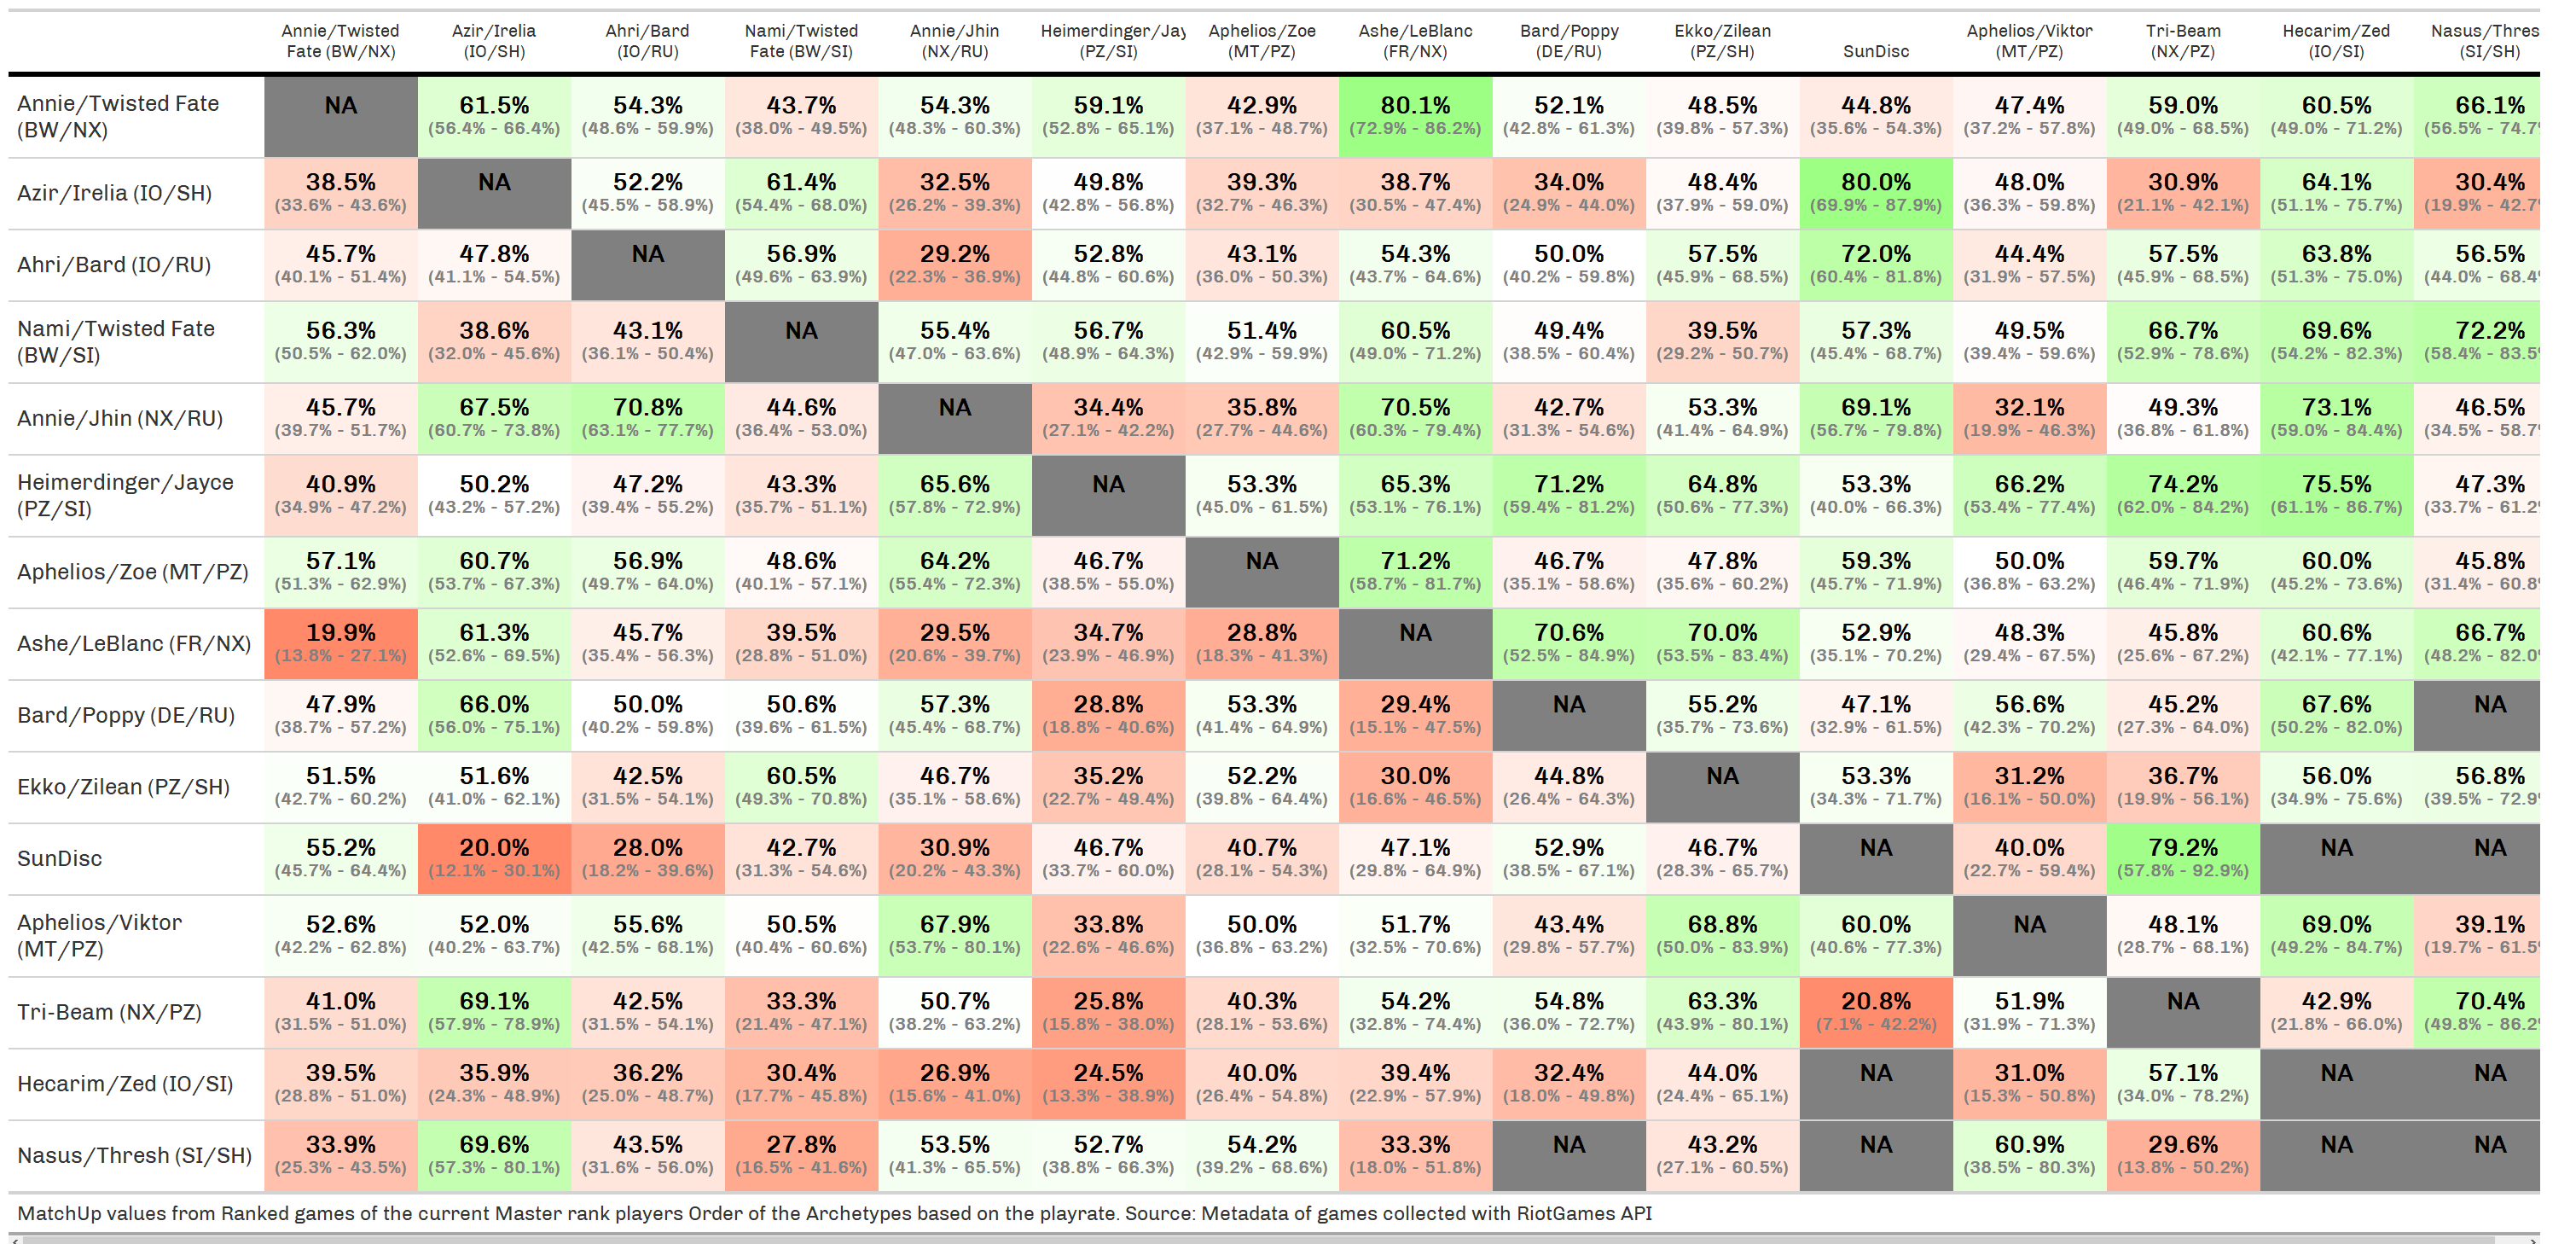 Annie/Twisted Azir/Irelia Ahri/Bard Nami/Twisted Annie/Jhin Heimerdinger/Jay Aphelios/Zoe Ashe/LeBlanc Bard/Poppy Ekko/Zilean Aphelios/Viktor Tri-Beam Hecarim/Zed Nasus/Thres
Fate (BW/NX) (IO/SH) (IO/RU) Fate (BW/SI) (NX/RU) (PZ/SI) (MT/PZ) (FR/NX) (DE/RU) (PZ/SH) SunDisc (MT/PZ) (NX/PZ) (IO/SI) (SI/SH)
Annie/Twisted Fate NA 61.5% 54.3% 43.7% 54.3% 59.1% 42.9% 80.1% 52.1% 48.5% 44.8% 47.4% 59.0% 60.5% 66.1%
(BW/NX) (56.4% - 66.4%) (48.6% - 59.9%) (38.0% - 49.5%) (48.3% - 60.3%) (52.8% - 65.1%) (37.1% - 48.7%) (72.9% - 86.2%) (42.8% - 61.3%) (39.8% - 57.3%) (35.6% - 54.3%) (37.2% - 57.8%) (49.0% - 68.5%) (49.0% - 71.2%) (56.5% - 74.7
Azir/Irelia (IO/SH) 38.5% NA 52.2% 61.4% 32.5% 49.8% 39.3% 38.7% 34.0% 48.4% 80.0% 48.0% 30.9% 64.1% 30.4%
(33.6% - 43.6%) (45.5% - 58.9%) (54.4% - 68.0%) (26.2% - 39.3%) (42.8% - 56.8%) (32.7% - 46.3%) (30.5% - 47.4%) (24.9% - 44.0%) (37.9% - 59.0%) (69.9% - 87.9%) (36.3% - 59.8%) (21.1% - 42.1%) (51.1% - 75.7%) (19.9% - 42.7
Ahri/Bard (IO/RU) 45.7% 47.8% NA 56.9% 29.2% 52.8% 43.1% 54.3% 50.0% 57.5% 72.0% 44.4% 57.5% 63.8% 56.5%
(40.1% - 51.4%) (41.1% - 54.5%) (49.6% - 63.9%) (22.3% - 36.9%) (44.8% - 60.6%) (36.0% - 50.3%) (43.7% - 64.6%) (40.2% - 59.8%) (45.9% - 68.5%) (60.4% - 81.8%) (31.9% - 57.5%) (45.9% - 68.5%) (51.3% - 75.0%) (44.0% - 68.4
Nami/Twisted Fate 56.3% 38.6% 43.1% NA 55.4% 56.7% 51.4% 60.5% 49.4% 39.5% 57.3% 49.5% 66.7% 69.6% 72.2%
(BW/SI) (50.5% - 62.0%) (32.0% - 45.6%) (36.1% - 50.4%) (47.0% - 63.6%) (48.9% - 64.3%) (42.9% - 59.9%) (49.0% - 71.2%) (38.5% - 60.4%) (29.2% - 50.7%) (45.4% - 68.7%) (39.4% - 59.6%) (52.9% - 78.6%) (54.2% - 82.3%) (58.4% - 83.5
Annie/Jhin (NX/RU) 45.7% 67.5% 70.8% 44.6% NA 34.4% 35.8% 70.5% 42.7% 53.3% 69.1% 32.1% 49.3% 73.1% 46.5%
(39.7% - 51.7%) (60.7% - 73.8%) (63.1% - 77.7%) (36.4% - 53.0%) (27.1% - 42.2%) (27.7% - 44.6%) (60.3% - 79.4%) (31.3% - 54.6%) (41.4% - 64.9%) (56.7% - 79.8%) (19.9% - 46.3%) (36.8% - 61.8%) (59.0% - 84.4%) (34.5% - 58.7
Heimerdinger/Jayce 40.9% 50.2% 47.2% 43.3% 65.6% NA 53.3% 65.3% 71.2% 64.8% 53.3% 66.2% 74.2% 75.5% 47.3%
(PZ/SI) (34.9% - 47.2%) (43.2% - 57.2%) (39.4% - 55.2%) (35.7% - 51.1%) (57.8% - 72.9%) (45.0% - 61.5%) (53.1% - 76.1%) (59.4% - 81.2%) (50.6% - 77.3%) (40.0% - 66.3%) (53.4% - 77.4%) (62.0% - 84.2%) (61.1% - 86.7%) (33.7% - 61.2
Aphelios/Zoe (MT/PZ) 57.1% 60.7% 56.9% 48.6% 64.2% 46.7% NA 71.2% 46.7% 47.8% 59.3% 50.0% 59.7% 60.0% 45.8%
(51.3% - 62.9%) (53.7% - 67.3%) (49.7% - 64.0%) (40.1% - 57.1%) (55.4% - 72.3%) (38.5% - 55.0%) (58.7% - 81.7%) (35.1% - 58.6%) (35.6% - 60.2%) (45.7% - 71.9%) (36.8% - 63.2%) (46.4% - 71.9%) (45.2% - 73.6%) (31.4% - 60.8
Ashe/LeBlanc (FR/NX) 19.9% 61.3% 45.7% 39.5% 29.5% 34.7% 28.8% NA 70.6% 70.0% 52.9% 48.3% 45.8% 60.6% 66.7%
(13.8% - 27.1%) (52.6% - 69.5%) (35.4% - 56.3%) (28.8% - 51.0%) (20.6% - 39.7%) (23.9% - 46.9%) (18.3% - 41.3%) (52.5% - 84.9%) (53.5% - 83.4%) (35.1% - 70.2%) (29.4% - 67.5%) (25.6% - 67.2%) (42.1% - 77.1%) (48.2% - 82.0
Bard/Poppy (DE/RU) 47.9% 66.0% 50.0% 50.6% 57.3% 28.8% 53.3% 29.4% NA 55.2% 47.1% 56.6% 45.2% 67.6% NA
(38.7% - 57.2%) (56.0% - 75.1%) (40.2% - 59.8%) (39.6% - 61.5%) (45.4% - 68.7%) (18.8% - 40.6%) (41.4% - 64.9%) (15.1% - 47.5%) (35.7% - 73.6%) (32.9% - 61.5%) (42.3% - 70.2%) (27.3% - 64.0%) (50.2% - 82.0%)
Ekko/Zilean (PZ/SH) 51.5% 51.6% 42.5% 60.5% 46.7% 35.2% 52.2% 30.0% 44.8% NA 53.3% 31.2% 36.7% 56.0% 56.8%
(42.7% - 60.2%) (41.0% - 62.1%) (31.5% - 54.1%) (49.3% - 70.8%) (35.1% - 58.6%) (22.7% - 49.4%) (39.8% - 64.4%) (16.6% - 46.5%) (26.4% - 64.3%) (34.3% - 71.7%) (16.1% - 50.0%) (19.9% - 56.1%) (34.9% - 75.6%) (39.5% - 72.9
SunDisc 55.2% 20.0% 28.0% 42.7% 30.9% 46.7% 40.7% 47.1% 52.9% 46.7% NA 40.0% 79.2% NA NA
(45.7% - 64.4%) (12.1% - 30.1%) (18.2% - 39.6%) (31.3% - 54.6%) (20.2% - 43.3%) (33.7% - 60.0%) (28.1% - 54.3%) (29.8% - 64.9%) (38.5% - 67.1%) (28.3% - 65.7%) (22.7% - 59.4%) (57.8% - 92.9%)
Aphelios/Viktor 52.6% 52.0% 55.6% 50.5% 67.9% 33.8% 50.0% 51.7% 43.4% 68.8% 60.0% NA 48.1% 69.0% 39.1%
(MT/PZ) (42.2% - 62.8%) (40.2% - 63.7%) (42.5% - 68.1%) (40.4% - 60.6%) (53.7% - 80.1%) (22.6% - 46.6%) (36.8% - 63.2%) (32.5% - 70.6%) (29.8% - 57.7%) (50.0% - 83.9%) (40.6% - 77.3%) (28.7% - 68.1%) (49.2% - 84.7%) (19.7% - 61.5
Tri-Beam (NX/PZ) 41.0% 69.1% 42.5% 33.3% 50.7% 25.8% 40.3% 54.2% 54.8% 63.3% 20.8% 51.9% NA 42.9% 70.4%
(31.5% - 51.0%) (57.9% - 78.9%) (31.5% - 54.1%) (21.4% - 47.1%) (38.2% - 63.2%) (15.8% - 38.0%) (28.1% - 53.6%) (32.8% - 74.4%) (36.0% - 72.7%) (43.9% - 80.1%) (7.1% - 42.2%) (31.9% - 71.3%) (21.8% - 66.0%) (49.8% - 86.2
Hecarim/Zed (IO/SI) 39.5% 35.9% 36.2% 30.4% 26.9% 24.5% 40.0% 39.4% 32.4% 44.0% NA 31.0% 57.1% NA NA
(28.8% - 51.0%) (24.3% - 48.9%) (25.0% - 48.7%) (17.7% - 45.8%) (15.6% - 41.0%) (13.3% - 38.9%) (26.4% - 54.8%) (22.9% - 57.9%) (18.0% - 49.8%) (24.4% - 65.1%) (15.3% - 50.8%) (34.0% - 78.2%)
Nasus/Thresh (SI/SH) 33.9% 69.6% 43.5% 27.8% 53.5% 52.7% 54.2% 33.3% NA 43.2% NA 60.9% 29.6% NA NA
(25.3% - 43.5%) (57.3% - 80.1%) (31.6% - 56.0%) (16.5% - 41.6%) (41.3% - 65.5%) (38.8% - 66.3%) (39.2% - 68.6%) (18.0% - 51.8%) (27.1% - 60.5%) (38.5% - 80.3%) (13.8% - 50.2%)
MatchUp values from Ranked games of the current Master rank players Order of the Archetypes based on the playrate. Source: Metadata of games collected with RiotGames API